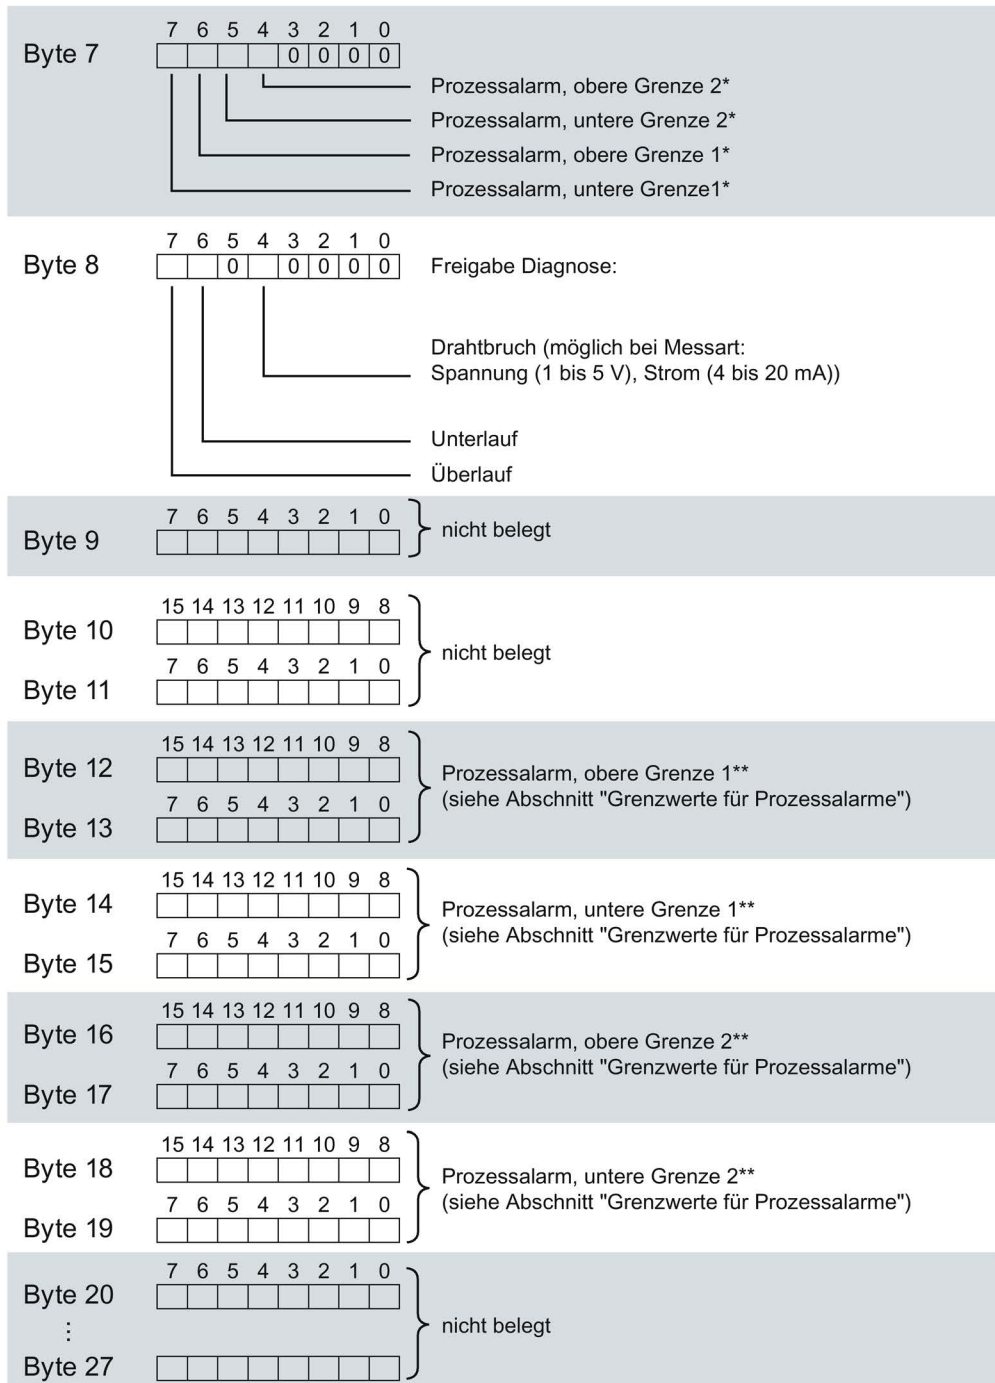 7 6 5 4 3 2 1 0
Byte 7 0 0 0 0
Prozessalarm, obere Grenze 2*
Prozessalarm, untere Grenze 2*
Prozessalarm, obere Grenze 1*
Prozessalarm, untere Grenze1*
7 6 5 4 3 2 1 0
Byte 8 0 0 0 0 0 Freigabe Diagnose:
Drahtbruch (möglich bei Messart:
Spannung (1 bis 5 V), Strom (4 bis 20 mA))
Unterlauf
Überlauf
7 6 5 4 3 2 1 0
Byte 9 nicht belegt
15 14 13 12 11 10 9 8
Byte 10
nicht belegt
7 6 5 4 3 2 1 0
Byte 11
15 14 13 12 11 10 9 8
Byte 12
Prozessalarm, obere Grenze 1**
(siehe Abschnitt "Grenzwerte für Prozessalarme")
7 6 5 4 3 2 1 0
Byte 13
15 14 13 12 11 10 9 8
Byte 14
Prozessalarm, untere Grenze 1**
(siehe Abschnitt "Grenzwerte für Prozessalarme")
7 6 5 4 3 2 1 0
Byte 15
15 14 13 12 11 10 9 8
Byte 16
Prozessalarm, obere Grenze 2**
(siehe Abschnitt "Grenzwerte für Prozessalarme")
7 6 5 4 3 2 1 0
Byte 17
15 14 13 12 11 10 9 8
Byte 18
Prozessalarm, untere Grenze 2**
(siehe Abschnitt "Grenzwerte für Prozessalarme")
7 6 5 4 3 2 1 0
Byte 19
7 6 5 4 3 2 1 0
Byte 20
⋮
nicht belegt
Byte 27